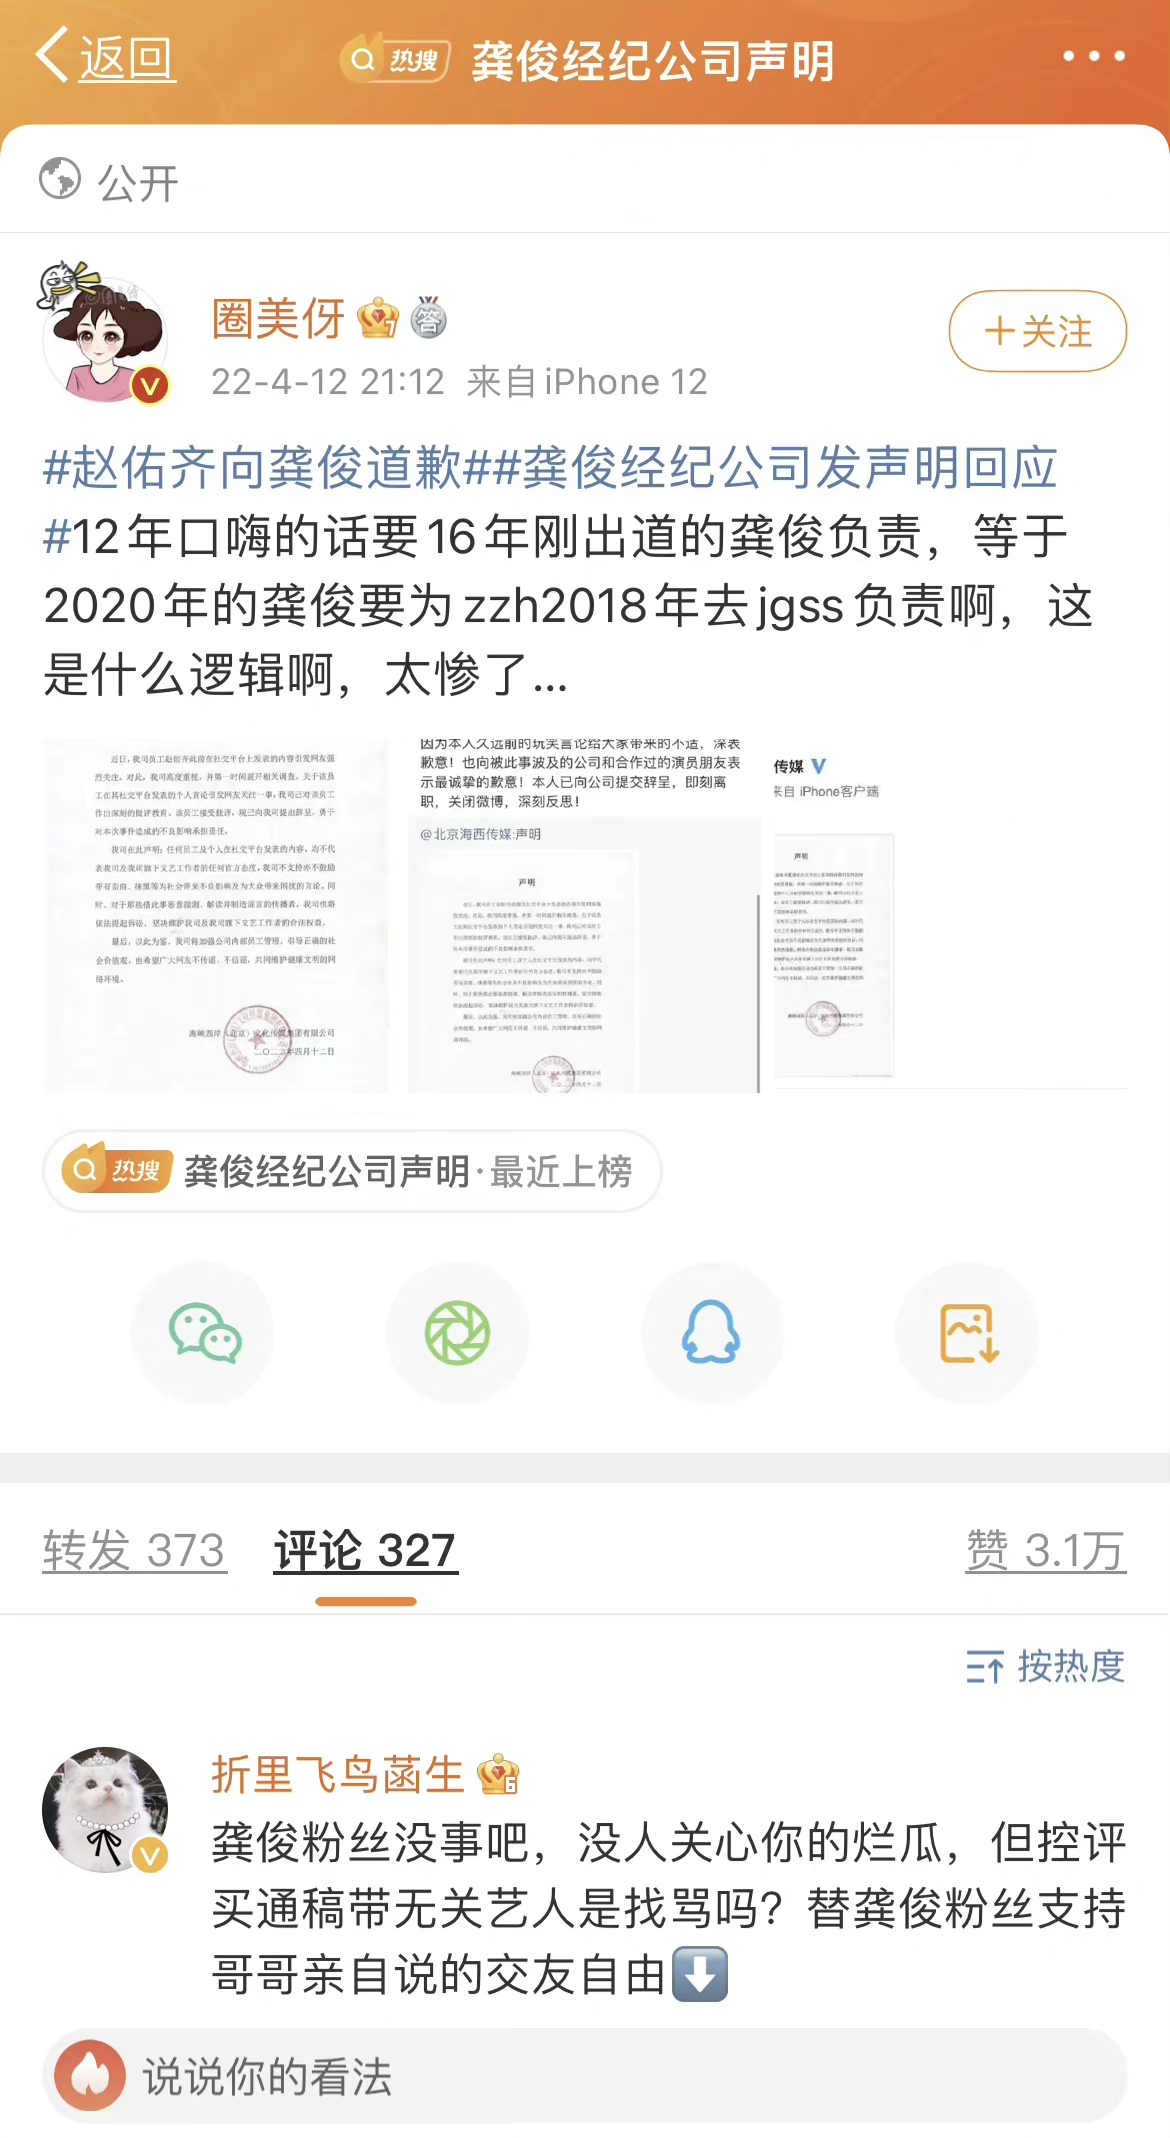 返回
热搜 龚俊经纪公司声明
公开
圈美伢
答
22-4-12 21:12 来自iPhone 12
+关注
#赵佑齐向龚俊道歉##龚俊经纪公司发声明回应
#12年口嗨的话要16年刚出道的龚俊负责，等于
2020年的龚俊要为zzh2018年去jgss负责啊，这
是什么逻辑啊，太惨了...
近日，我司员工赵佑齐此前在社交平台上发表的内容引发网友强
烈关注。对此，我司高度重视，并第一时间展开相关调查。关于该员
工在其社交平台发表的个人言论引发网友关注一事，我司已对该员工
作出深刻的批评教育。该员工接受批评，现已向我司提出辞呈，勇于
对本次事件造成的不良影响承担责任。
我司在此声明：任何员工及个人在社交平台发表的内容，均不代
表我司及我司旗下文艺工作者的任何官方态度，我司不支持亦不鼓励
带有歪曲、抹黑等为社会带来不良影响及为大众带来困扰的言论。同
时，对于那些借此事恶意揣测、解读并制造谣言的传播者，我司也将
依法提起诉讼，坚决维护我司及我司旗下文艺工作者的合法权益。
最后，以此为鉴，我司将加强公司内部员工管理，引导正确的社
会价值观，也希望广大网友不传谣、不信谣，共同维护健康文明的网
络环境。
海峡西岸（北京）文化传媒集团有限公司
二〇二二年四月十二日
因为本人久远前的玩笑言论给大家带来的不适，深表
歉意！也向被此事波及的公司和合作过的演员朋友表
示最诚挚的歉意！本人已向公司提交辞呈，即刻离
职，关闭微博，深刻反思！
@北京海西传媒:声明
声明
传媒
来自 iPhone客户端
声明
热搜 龚俊经纪公司声明·最近上榜
转发 373 评论 327 赞 3.1万
按热度
折里飞鸟菡生
6
龚俊粉丝没事吧，没人关心你的烂瓜，但控评
买通稿带无关艺人是找骂吗？替龚俊粉丝支持
哥哥亲自说的交友自由⬇️
说说你的看法